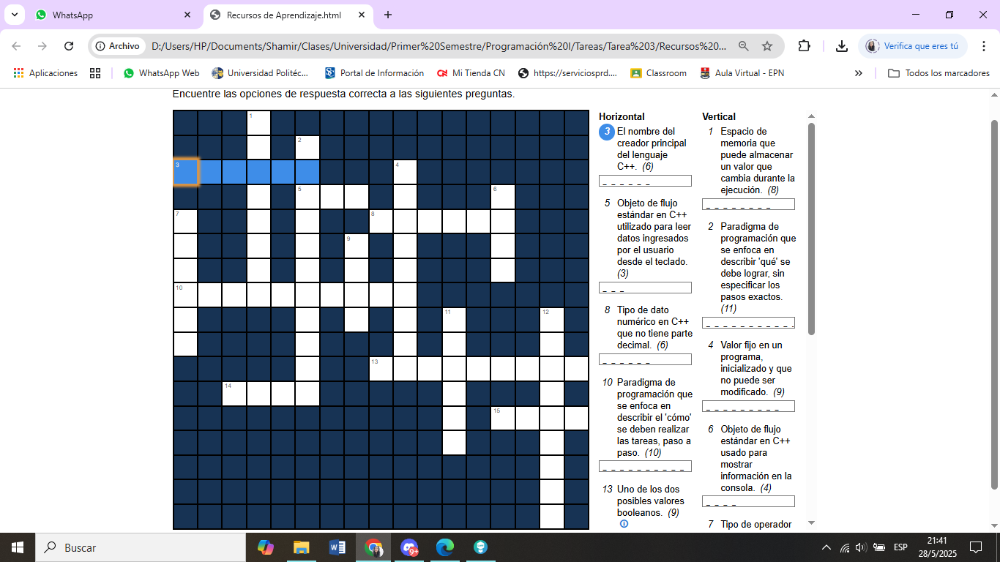 WhatsApp
Recursos de Aprendizaje.html
Archivo
D:/Users/HP/Documents/Shamir/Clases/Universidad/Primer%20Semestre/Programación%20I/Tareas/Tarea%203/Recursos%20...
Verifica que eres tú
Aplicaciones
WhatsApp Web
Universidad Politéc...
Portal de Información
Mi Tienda CN
https://serviciosprd....
Classroom
Aula Virtual - EPN
Todos los marcadores
Encuentre las opciones de respuesta correcta a las siguientes preguntas.
1
2
3
4
5
6
7
8
9
10
11
12
13
14
15
Horizontal
3 El nombre del
creador principal
del lenguaje
C++. (6)
_ _ _ _ _ _
5 Objeto de flujo
estándar en C++
utilizado para leer
datos ingresados
por el usuario
desde el teclado.
(3)
_ _ _
8 Tipo de dato
numérico en C++
que no tiene parte
decimal. (6)
_ _ _ _ _ _
10 Paradigma de
programación que
se enfoca en
describir el 'cómo'
se deben realizar
las tareas, paso a
paso. (10)
_ _ _ _ _ _ _ _ _ _
13 Uno de los dos
posibles valores
booleanos. (9)
Vertical
1 Espacio de
memoria que
puede almacenar
un valor que
cambia durante la
ejecución. (8)
_ _ _ _ _ _ _ _
2 Paradigma de
programación que
se enfoca en
describir 'qué' se
debe lograr, sin
especificar los
pasos exactos.
(11)
_ _ _ _ _ _ _ _ _ _ _
4 Valor fijo en un
programa,
inicializado y que
no puede ser
modificado. (9)
_ _ _ _ _ _ _ _ _
6 Objeto de flujo
estándar en C++
usado para
mostrar
información en la
consola. (4)
_ _ _ _
7 Tipo de operador
Buscar
9+
ESP
21:41
28/5/2025